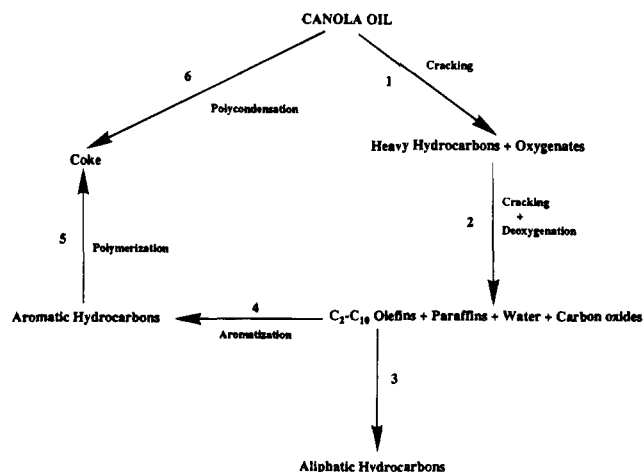 CANOLA OIL
6
1
Cracking
Polycondensation
Coke
Heavy Hydrocarbons + Oxygenates
2
Cracking
+
Deoxygenation
5
Polymerization
4
Aromatic Hydrocarbons
C₂-C₁₀ Olefins + Paraffins + Water + Carbon oxides
Aromatization
3
Aliphatic Hydrocarbons